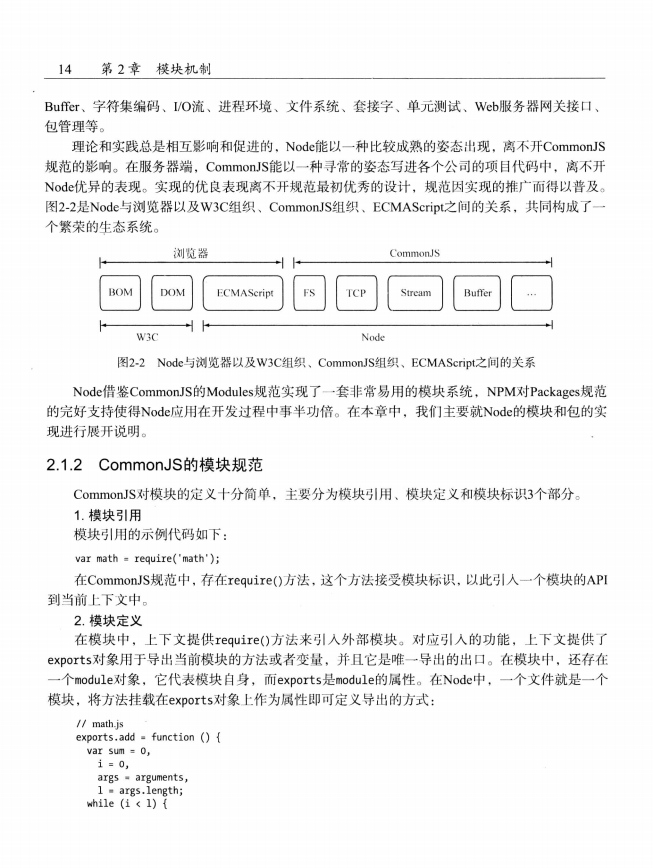 14 第2章 模块机制
Buffer、字符集编码、I/O流、进程环境、文件系统、套接字、单元测试、Web服务器网关接口、
包管理等。
理论和实践总是相互影响和促进的，Node能以一种比较成熟的姿态出现，离不开CommonJS
规范的影响。在服务器端，CommonJS能以一种寻常的姿态写进各个公司的项目代码中，离不开
Node优异的表现。实现的优良表现离不开规范最初优秀的设计，规范因实现的推广而得以普及。
图2-2是Node与浏览器以及W3C组织、CommonJS组织、ECMAScript之间的关系，共同构成了一
个繁荣的生态系统。
浏览器 CommonJS
BOM DOM ECMAScript FS TCP Stream Buffer …
W3C Node
图2-2 Node与浏览器以及W3C组织、CommonJS组织、ECMAScript之间的关系
Node借鉴CommonJS的Modules规范实现了一套非常易用的模块系统，NPM对Packages规范
的完好支持使得Node应用在开发过程中事半功倍。在本章中，我们主要就Node的模块和包的实
现进行展开说明。
2.1.2 CommonJS的模块规范
CommonJS对模块的定义十分简单，主要分为模块引用、模块定义和模块标识3个部分。
1. 模块引用
模块引用的示例代码如下：
var math = require('math');
在CommonJS规范中，存在require()方法，这个方法接受模块标识，以此引入一个模块的API
到当前上下文中。
2. 模块定义
在模块中，上下文提供require()方法来引入外部模块。对应引入的功能，上下文提供了
exports对象用于导出当前模块的方法或者变量，并且它是唯一导出的出口。在模块中，还存在
一个module对象，它代表模块自身，而exports是module的属性。在Node中，一个文件就是一个
模块，将方法挂载在exports对象上作为属性即可定义导出的方式：
// math.js
exports.add = function () {
var sum = 0,
i = 0,
args = arguments,
l = args.length;
while (i < l) {